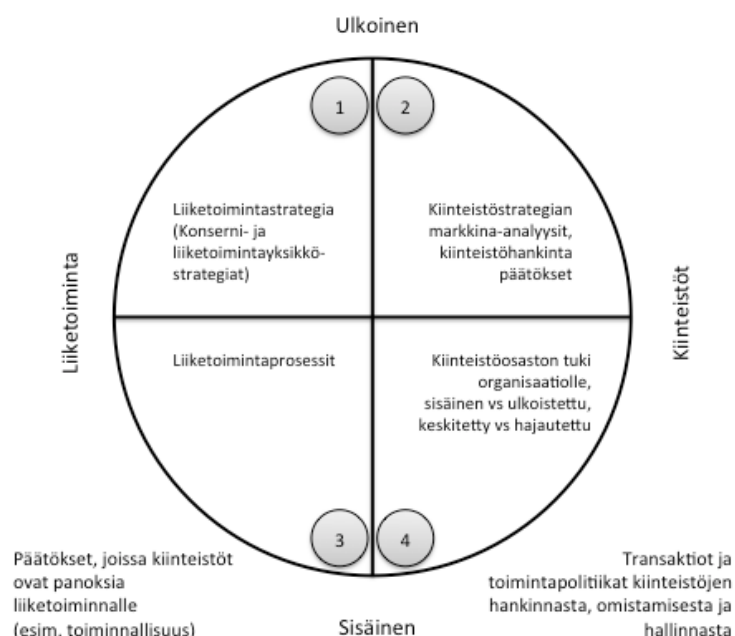 Ulkoinen
1
2
Liiketoimintastrategia
(Konserni- ja
liiketoimintayksikkö-
strategiat)
Kiinteistöstrategian
markkina-analyysit,
kiinteistöhankinta
päätökset
Liiketoiminta
Kiinteistöt
Liiketoimintaprosessit
Kiinteistöosaston tuki
organisaatiolle,
sisäinen vs ulkoistettu,
keskitetty vs hajautettu
3
4
Päätökset, joissa kiinteistöt
ovat panoksia
liiketoiminnalle
(esim. toiminnallisuus)
Sisäinen
Transaktiot ja
toimintapolitiikat kiinteistöjen
hankinnasta, omistamisesta ja
hallinnasta